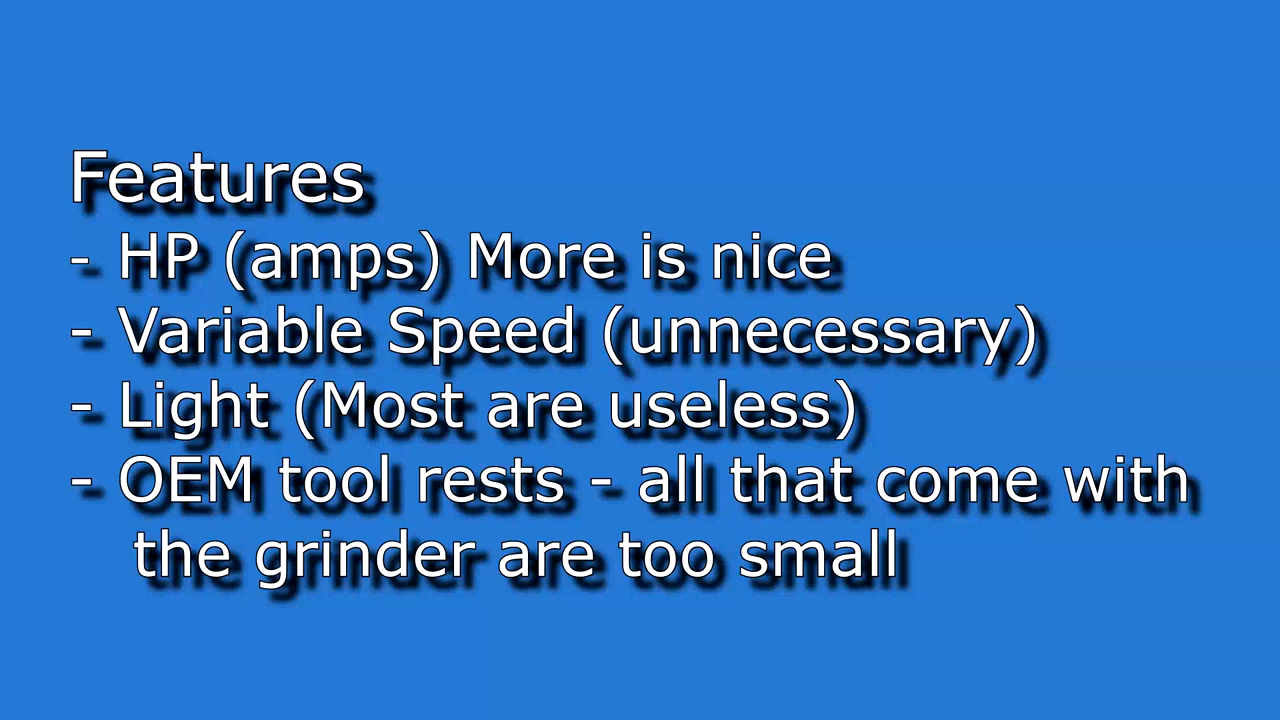 Features
- HP (amps) More is nice
- Variable Speed (unnecessary)
- Light (Most are useless)
- OEM tool rests - all that come with
the grinder are too small